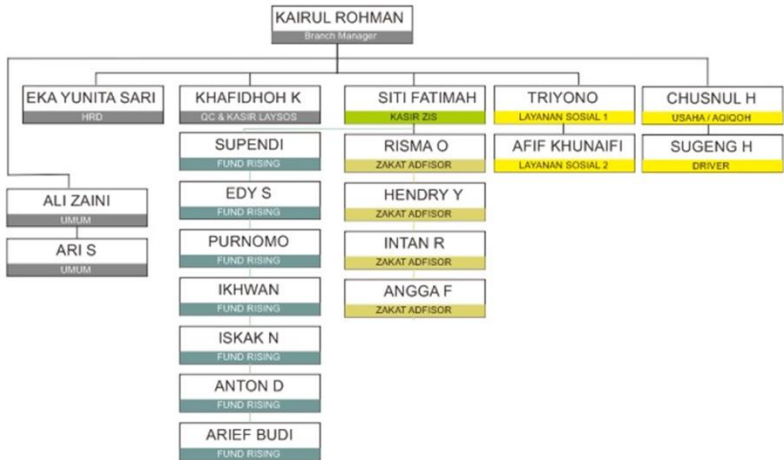 KAIRUL ROHMAN
Branch Manager
EKA YUNITA SARI
HRD
KHAFIDHOH K
QC & KASIR LAYSOS
SITI FATIMAH
KASIR ZIS
TRIYONO
LAYANAN SOSIAL 1
CHUSNUL H
USAHA / AQIQOH
SUPENDI
FUND RISING
RISMA O
ZAKAT ADFISOR
AFIF KHUNAIFI
LAYANAN SOSIAL 2
SUGENG H
DRIVER
ALI ZAINI
UMUM
EDY S
FUND RISING
HENDRY Y
ZAKAT ADFISOR
ARI S
UMUM
PURNOMO
FUND RISING
INTAN R
ZAKAT ADFISOR
IKHWAN
FUND RISING
ANGGA F
ZAKAT ADFISOR
ISKAK N
FUND RISING
ANTON D
FUND RISING
ARIEF BUDI
FUND RISING